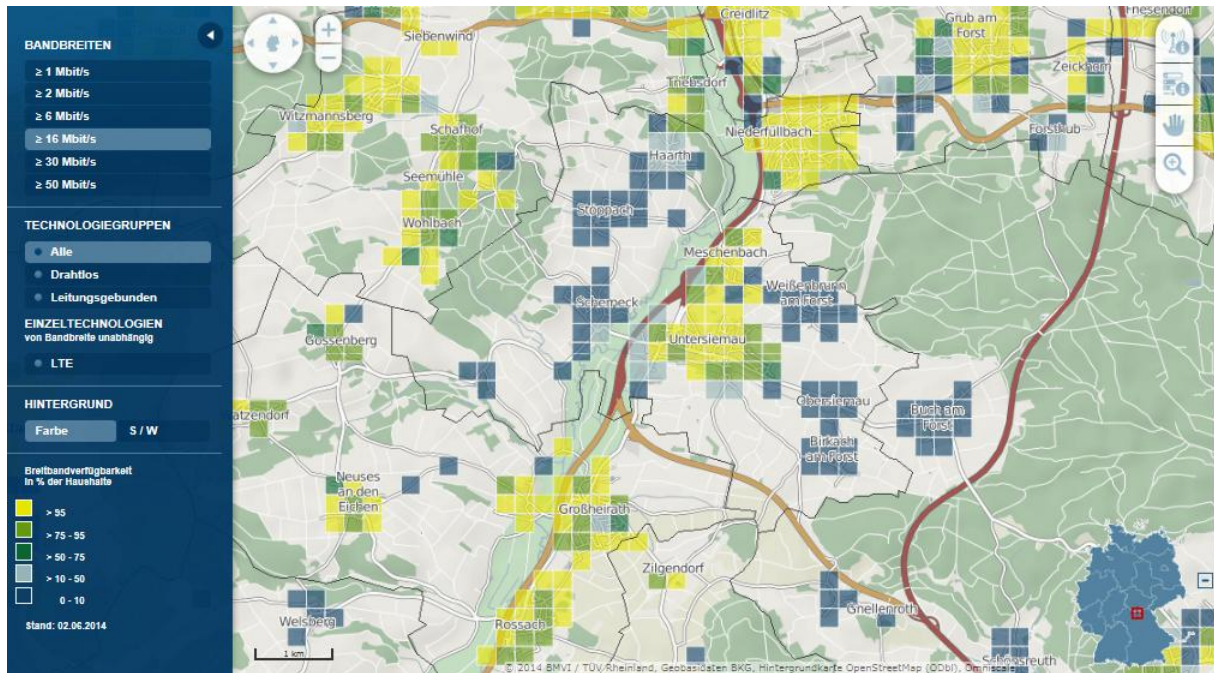 BANDBREITEN
≥ 1 Mbit/s
≥ 2 Mbit/s
≥ 6 Mbit/s
≥ 16 Mbit/s
≥ 30 Mbit/s
≥ 50 Mbit/s
TECHNOLOGIEGRUPPEN
Alle
Drahtlos
Leitungsgebunden
EINZELTECHNOLOGIEN
von Bandbreite unabhängig
LTE
HINTERGRUND
Farbe S / W
Breitbandverfügbarkeit
in % der Haushalte
> 95
> 75 - 95
> 50 - 75
> 10 - 50
0 - 10
Stand: 02.06.2014
Siebenwind
Creidlitz
Grub am
Forst
Friesendorf
Zeickhorn
Triebsdorf
Witzmannsberg
Schafhof
Niederfüllbach
Haarth
Seemühle
Stöppach
Wohlbach
Meschenbach
Weißenbrunn
am Forst
Scherneck
Gossenberg
Untersiemau
Obersiemau
Buch am
Forst
Birkach
am Forst
Watzendorf
Neuses
an den
Eichen
Großheirath
Zilgendorf
Gnellenroth
Welsberg
Rossach
1 km
© 2014 BMVI / TÜV Rheinland, Geobasisdaten BKG, Hintergrundkarte OpenStreetMap (ODbl), Omniscale